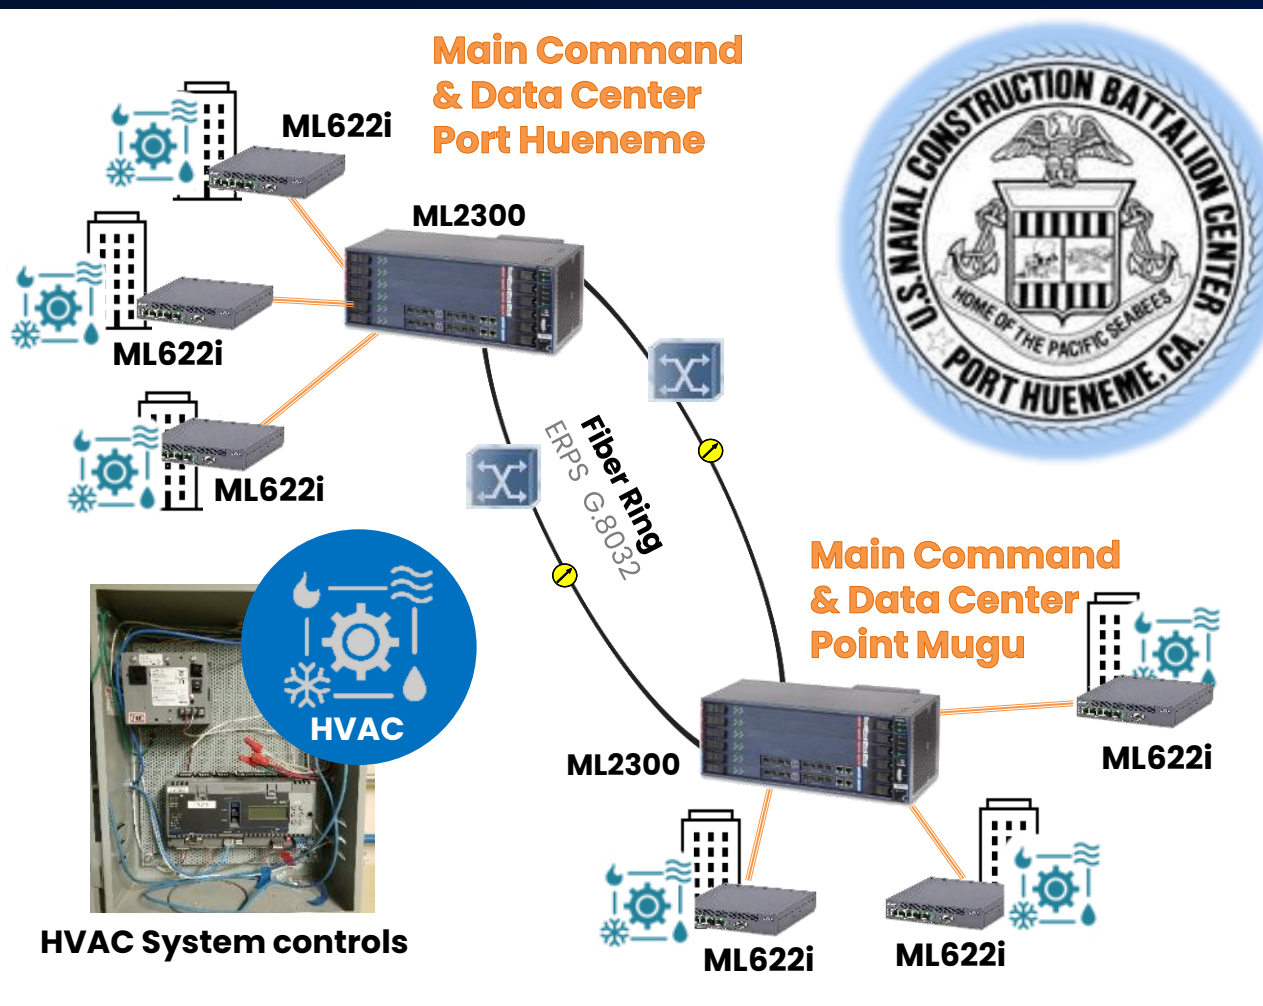 Main Command
& Data Center
Port Hueneme
ML622i
ML2300
ML622i
ML622i
U.S. NAVAL CONSTRUCTION BATTALION CENTER
HOME OF THE PACIFIC SEABEES
PORT HUENEME, CA.
Fiber Ring
ERPS G.8032
Main Command
& Data Center
Point Mugu
HVAC
ML2300
ML622i
HVAC System controls
ML622i
ML622i